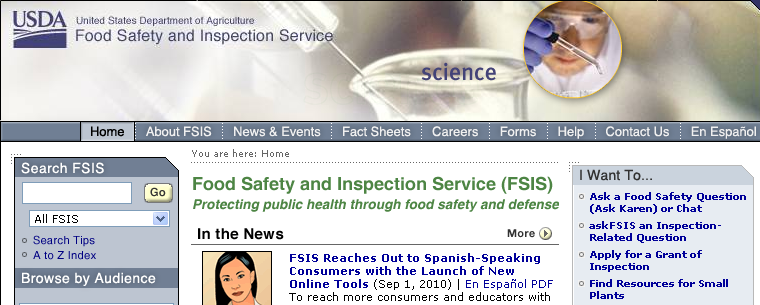 USDA
United States Department of Agriculture
Food Safety and Inspection Service
science
Home
About FSIS
News & Events
Fact Sheets
Careers
Forms
Help
Contact Us
En Español
You are here: Home
Search FSIS
Go
All FSIS
Search Tips
A to Z Index
Browse by Audience
Food Safety and Inspection Service (FSIS)
Protecting public health through food safety and defense
In the News
More
FSIS Reaches Out to Spanish-Speaking
Consumers with the Launch of New
Online Tools (Sep 1, 2010) | En Español PDF
To reach more consumers and educators with
I Want To...
Ask a Food Safety Question
(Ask Karen) or Chat
askFSIS an Inspection-
Related Question
Apply for a Grant of
Inspection
Find Resources for Small
Plants